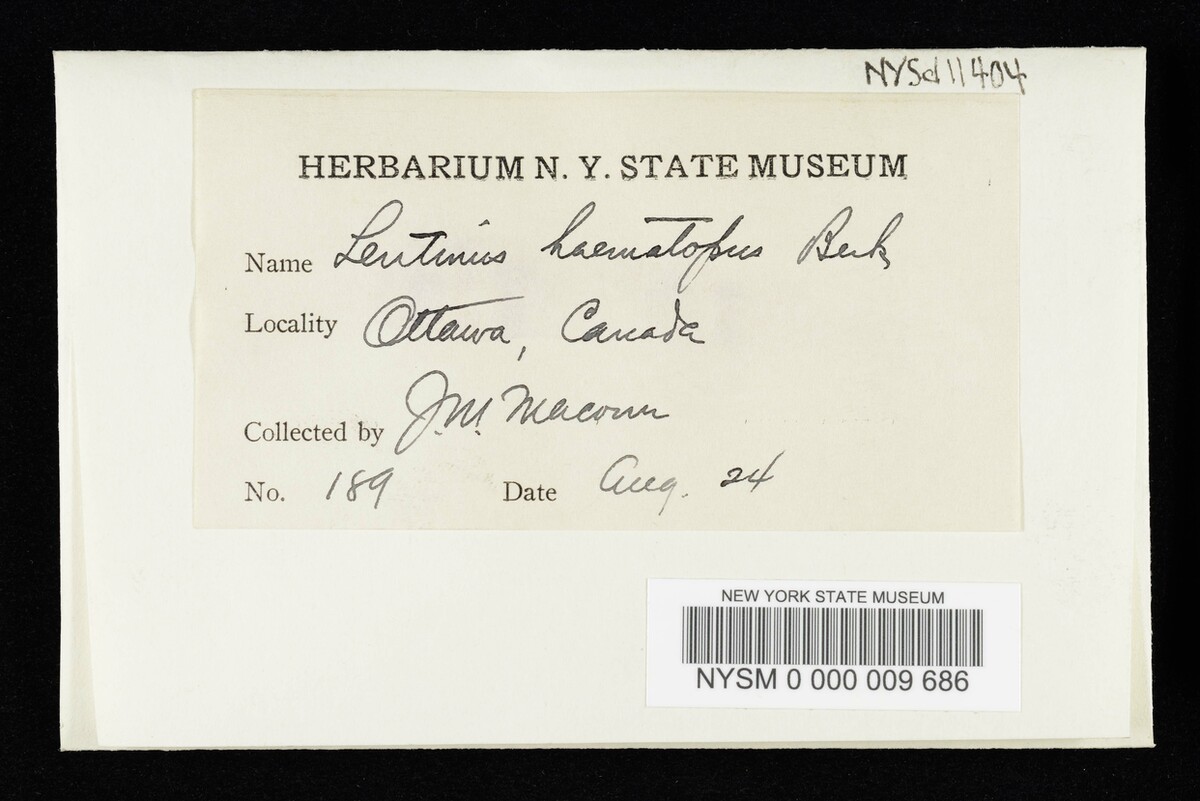 NYSd11404
HERBARIUM N. Y. STATE MUSEUM
Name Lentinus haematopus Berk
Locality Ottawa, Canada
Collected by J.M. Macoun
No. 189 Date Aug. 24
NEW YORK STATE MUSEUM
NYSM 0 000 009 686